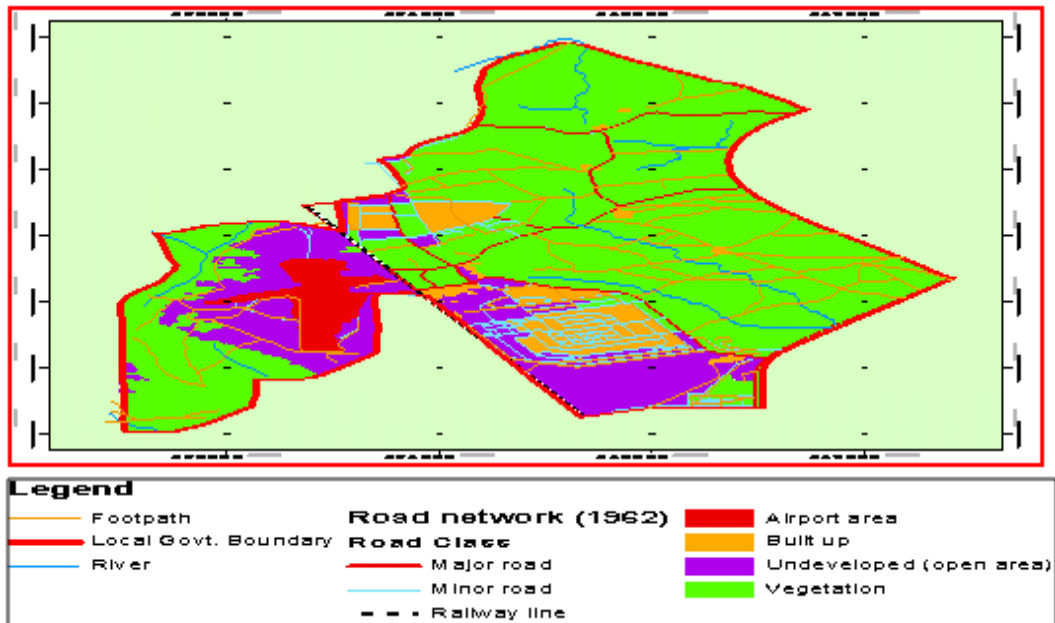 Legend
Footpath
Local Govt. Boundary
River
Road network (1962)
Road Class
Major road
Minor road
Railway line
Airport area
Built up
Undeveloped (open area)
Vegetation